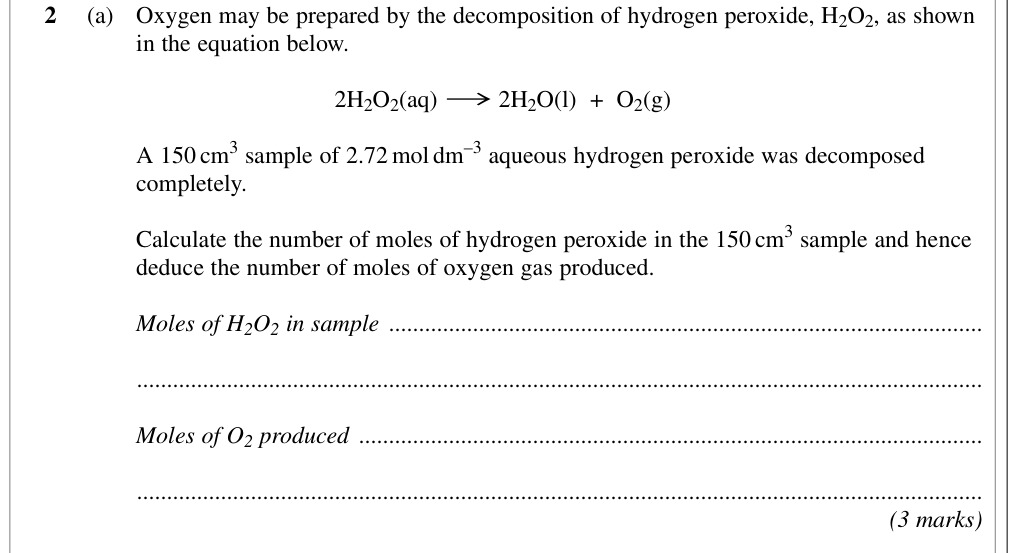 2 (a) Oxygen may be prepared by the decomposition of hydrogen peroxide, H₂O₂, as shown
in the equation below.
2H₂O₂(aq) ⟶ 2H₂O(l) + O₂(g)
A 150 cm³ sample of 2.72 mol dm⁻³ aqueous hydrogen peroxide was decomposed
completely.
Calculate the number of moles of hydrogen peroxide in the 150 cm³ sample and hence
deduce the number of moles of oxygen gas produced.
Moles of H₂O₂ in sample ..........................................................................................
..........................................................................................
Moles of O₂ produced ..........................................................................................
..........................................................................................
(3 marks)